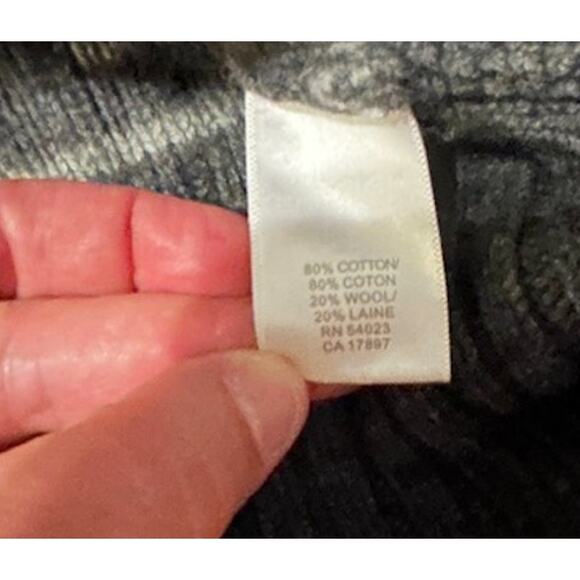 80% COTTON/
80% COTON
20% WOOL/
20% LAINE
RN 54023
CA 17897